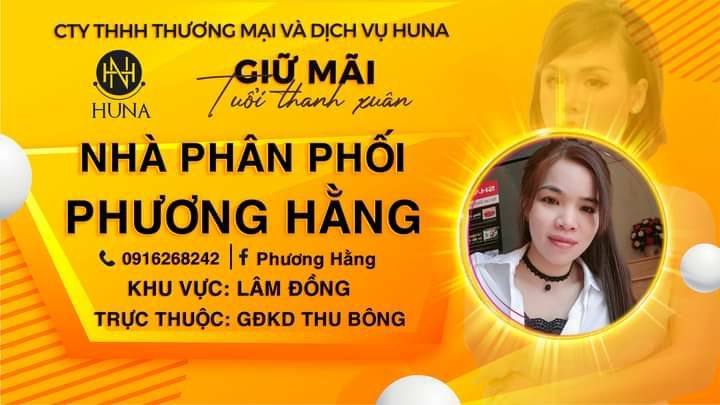 CTY THHH THƯƠNG MẠI VÀ DỊCH VỤ HUNA
HUNA
GIỮ MÃI
Tuổi thanh xuân
NHÀ PHÂN PHỐI
PHƯƠNG HẰNG
0916268242 | f Phương Hằng
KHU VỰC: LÂM ĐỒNG
TRỰC THUỘC: GĐKD THU BÔNG